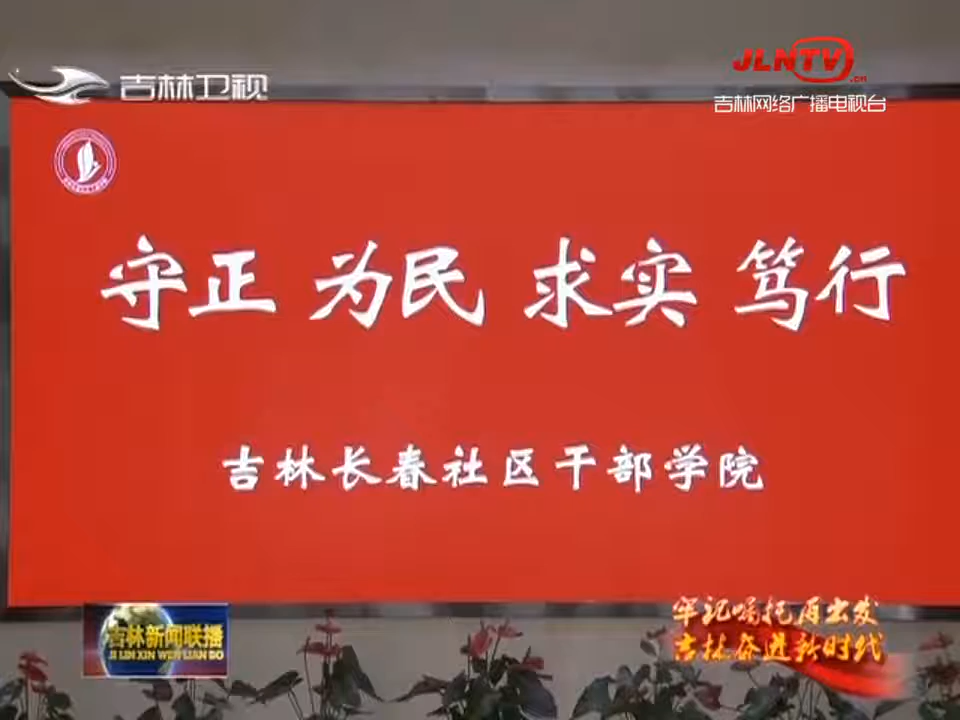 吉林卫视
JLNTV.cn
吉林网络广播电视台
守正 为民 求实 笃行
吉林长春社区干部学院
吉林新闻联播
JI LIN XIN WEN LIAN BO
牢记嘱托再出发
吉林奋进新时代